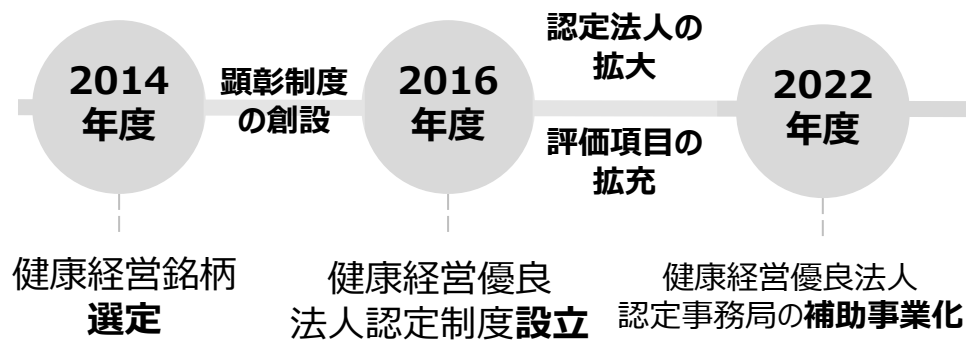 2014
年度
顕彰制度
の創設
2016
年度
認定法人の
拡大
評価項目の
拡充
2022
年度
健康経営銘柄
選定
健康経営優良
法人認定制度設立
健康経営優良法人
認定事務局の補助事業化